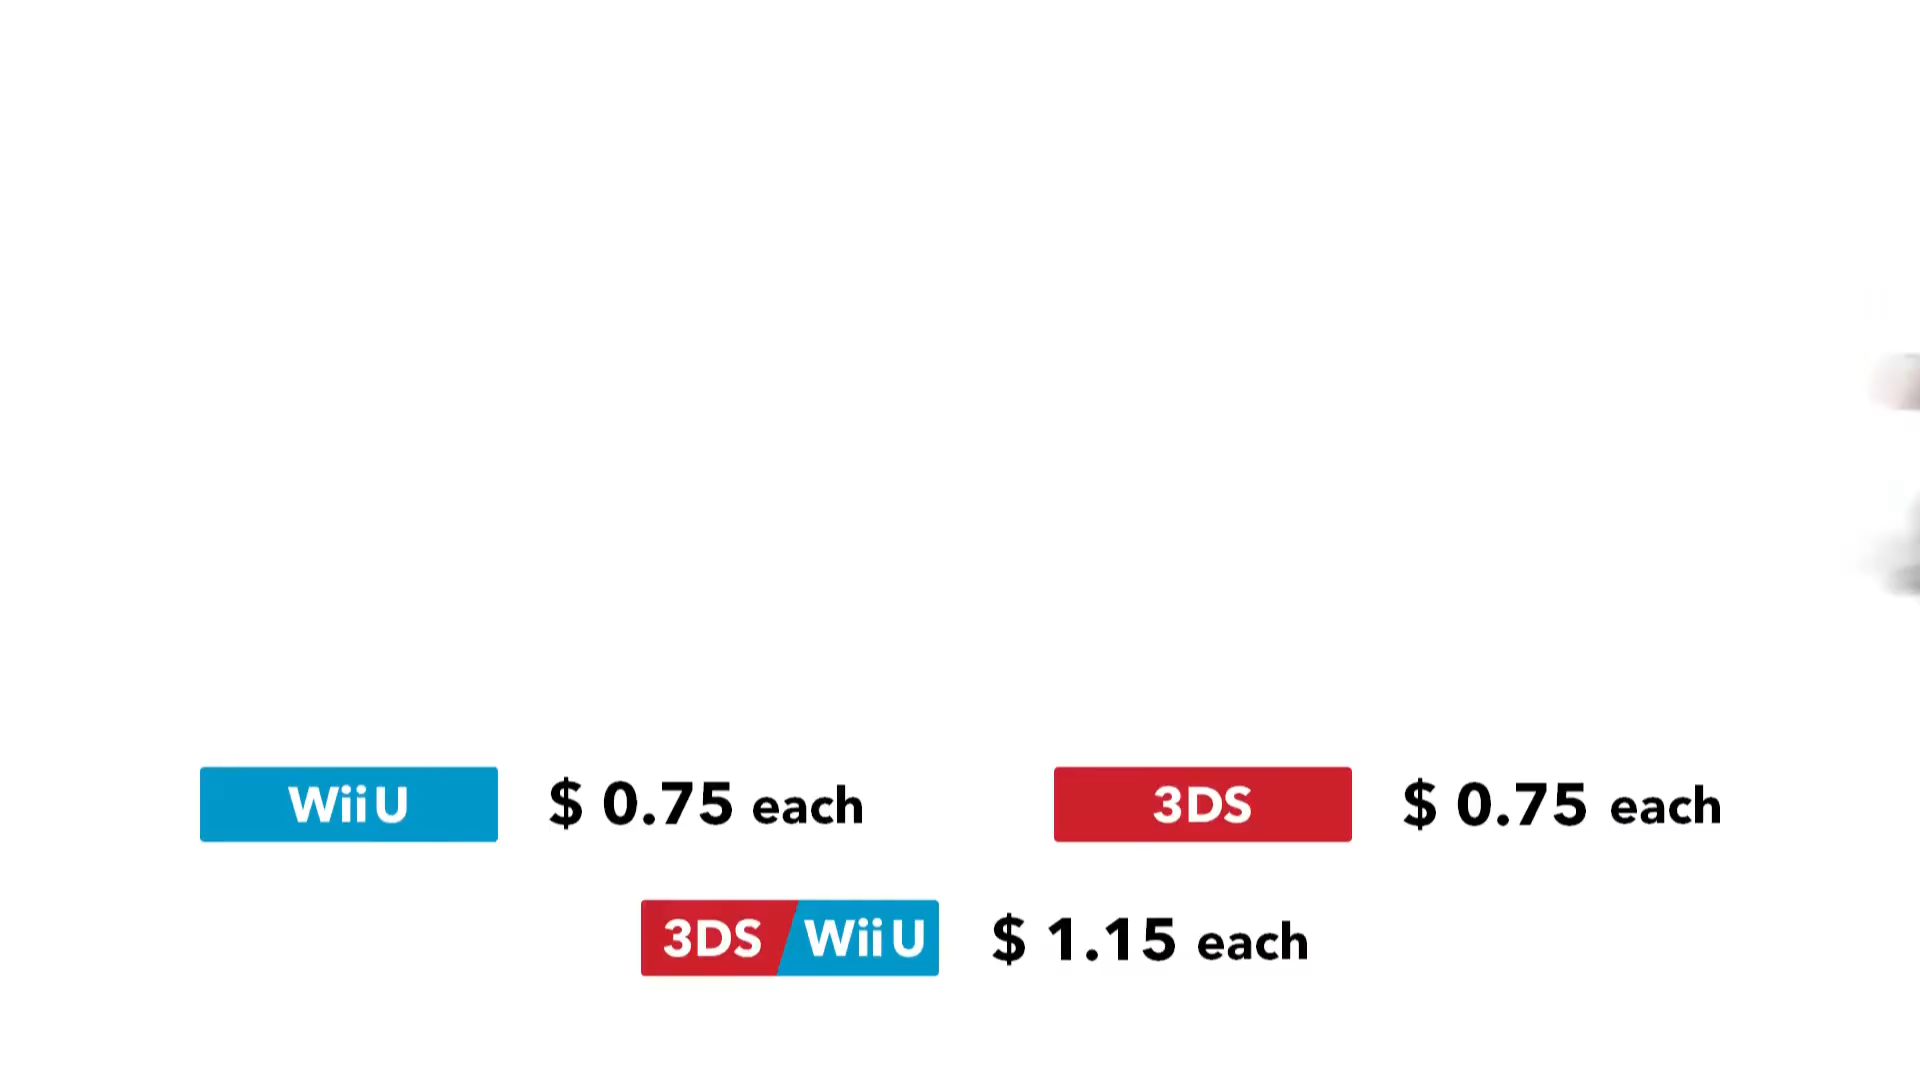 Wii U $ 0.75 each 3DS $ 0.75 each
3DS Wii U $ 1.15 each